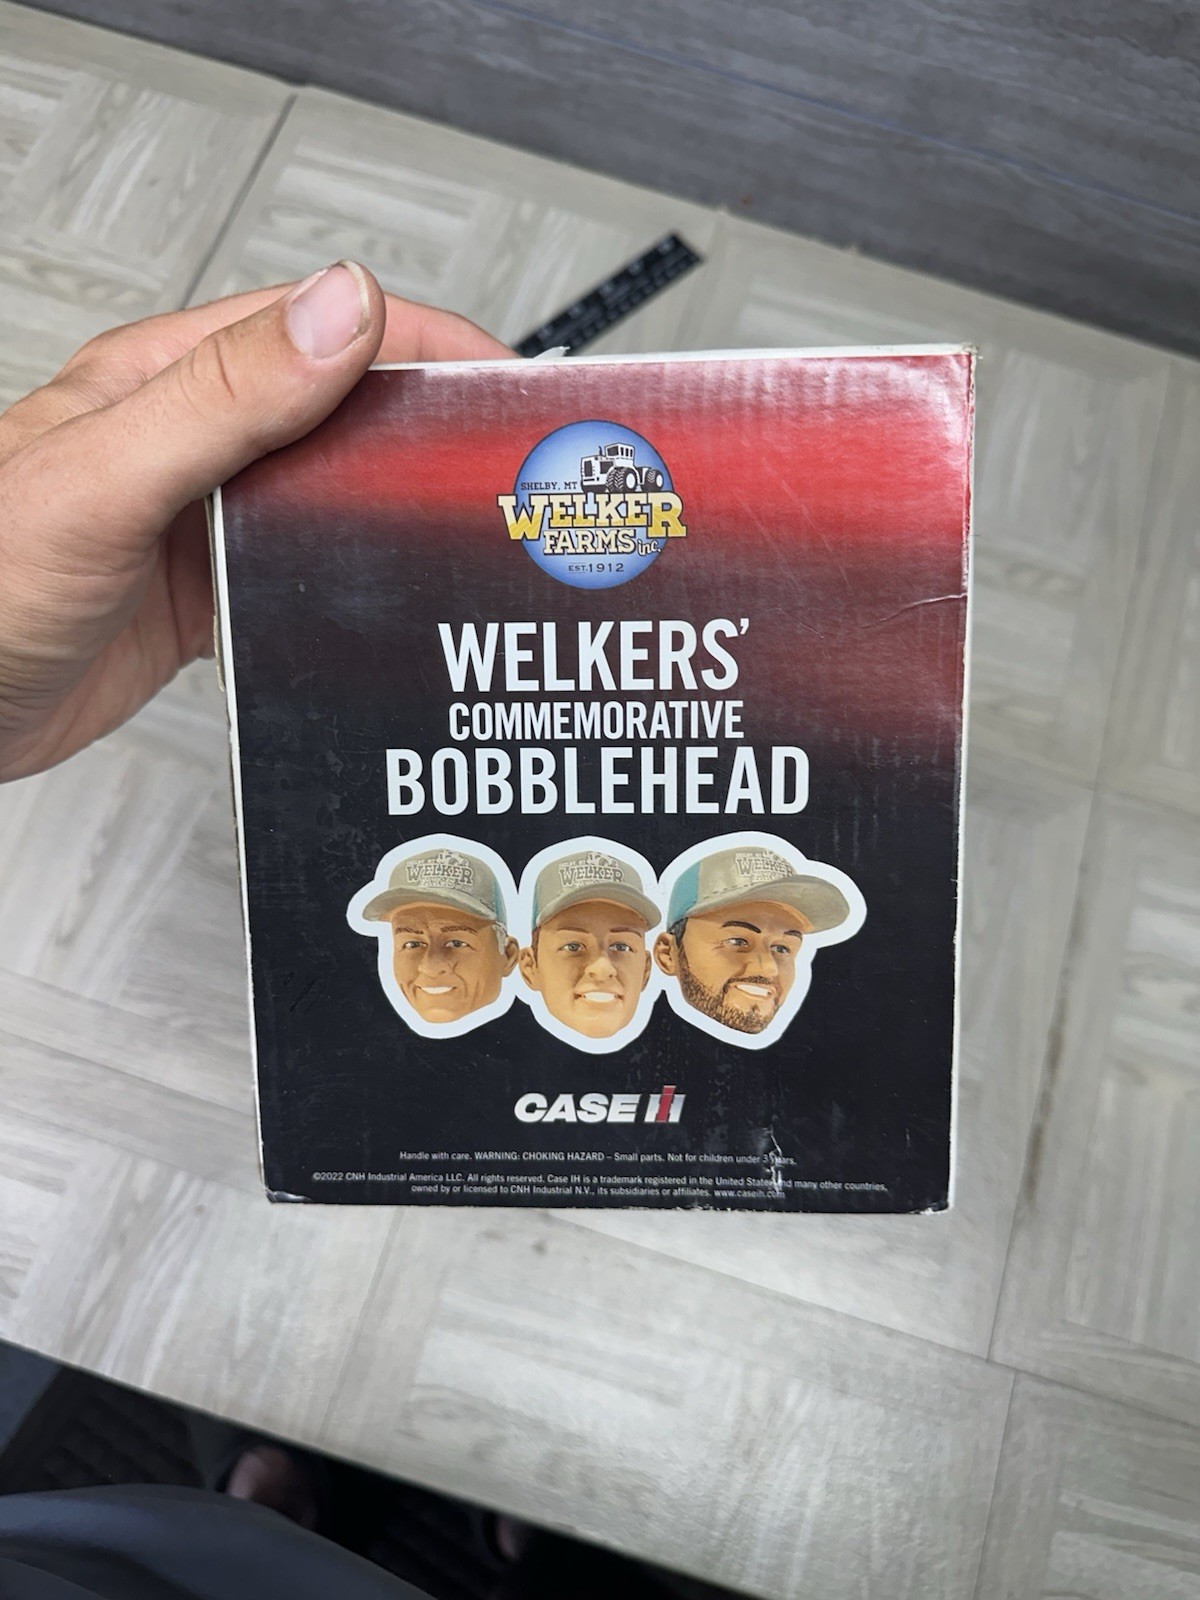 SHELBY, MT
WELKER
FARMS inc.
EST.1912
WELKERS’
COMMEMORATIVE
BOBBLEHEAD
WELKER
WELKER
WELKER
CASE IH
Handle with care. WARNING: CHOKING HAZARD – Small parts. Not for children under 3 years.
©2022 CNH Industrial America LLC. All rights reserved. Case IH is a trademark registered in the United States and many other countries,
owned by or licensed to CNH Industrial N.V., its subsidiaries or affiliates. www.caseih.com